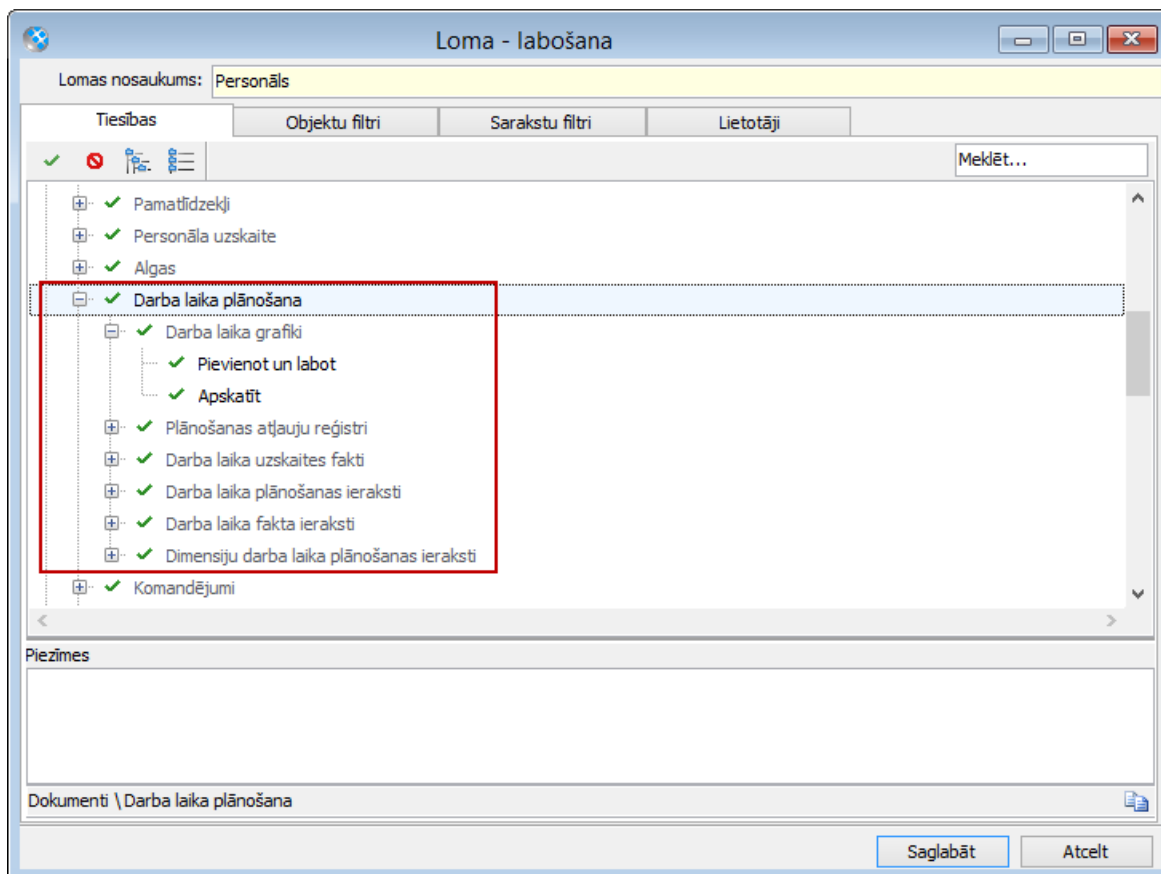 Loma - labošana
Lomas nosaukums: Personāls
Tiesības Objektu filtri Sarakstu filtri Lietotāji
Meklēt...
Pamatlīdzekļi
Personāla uzskaite
Algas
Darba laika plānošana
Darba laika grafiki
Pievienot un labot
Apskatīt
Plānošanas atļauju reģistri
Darba laika uzskaites fakti
Darba laika plānošanas ieraksti
Darba laika fakta ieraksti
Dimensiju darba laika plānošanas ieraksti
Komandējumi
Piezīmes
Dokumenti \ Darba laika plānošana
Saglabāt Atcelt